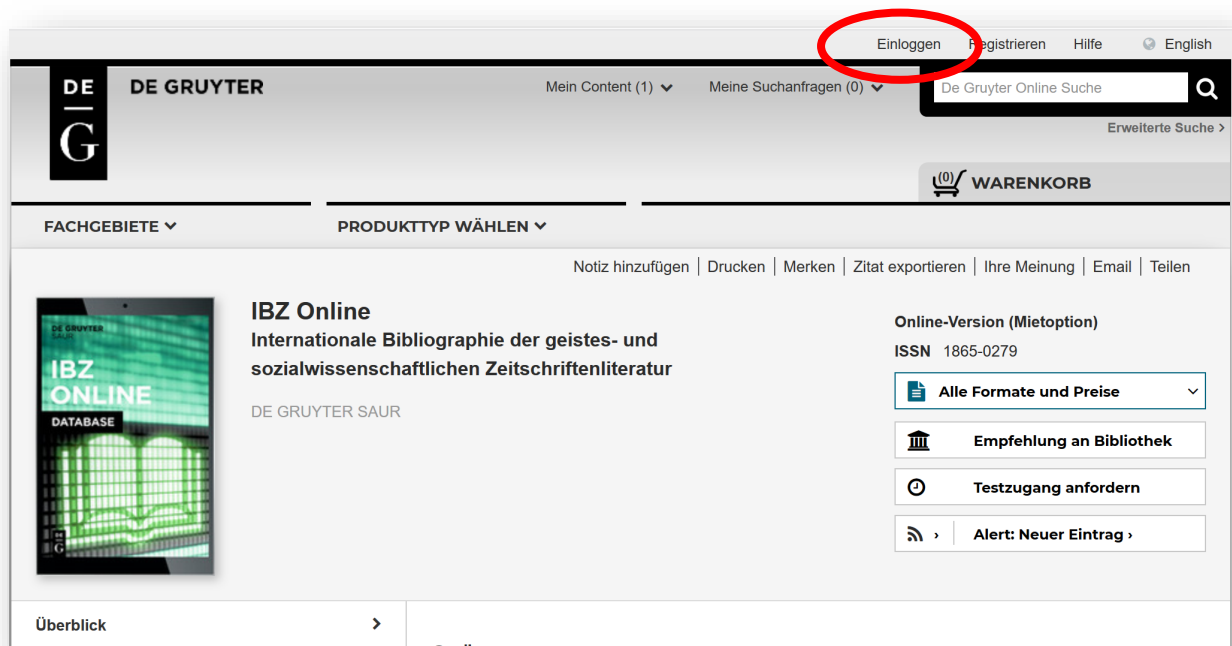 Einloggen Registrieren Hilfe English
DE
G
DE GRUYTER
Mein Content (1) Meine Suchanfragen (0)
De Gruyter Online Suche
Erweiterte Suche >
(0) WARENKORB
FACHGEBIETE PRODUKTTYP WÄHLEN
Notiz hinzufügen | Drucken | Merken | Zitat exportieren | Ihre Meinung | Email | Teilen
DE GRUYTER
SAUR
IBZ
ONLINE
DATABASE
DE
G
IBZ Online
Internationale Bibliographie der geistes- und
sozialwissenschaftlichen Zeitschriftenliteratur
DE GRUYTER SAUR
Online-Version (Mietoption)
ISSN 1865-0279
Alle Formate und Preise
Empfehlung an Bibliothek
Testzugang anfordern
› Alert: Neuer Eintrag ›
Überblick